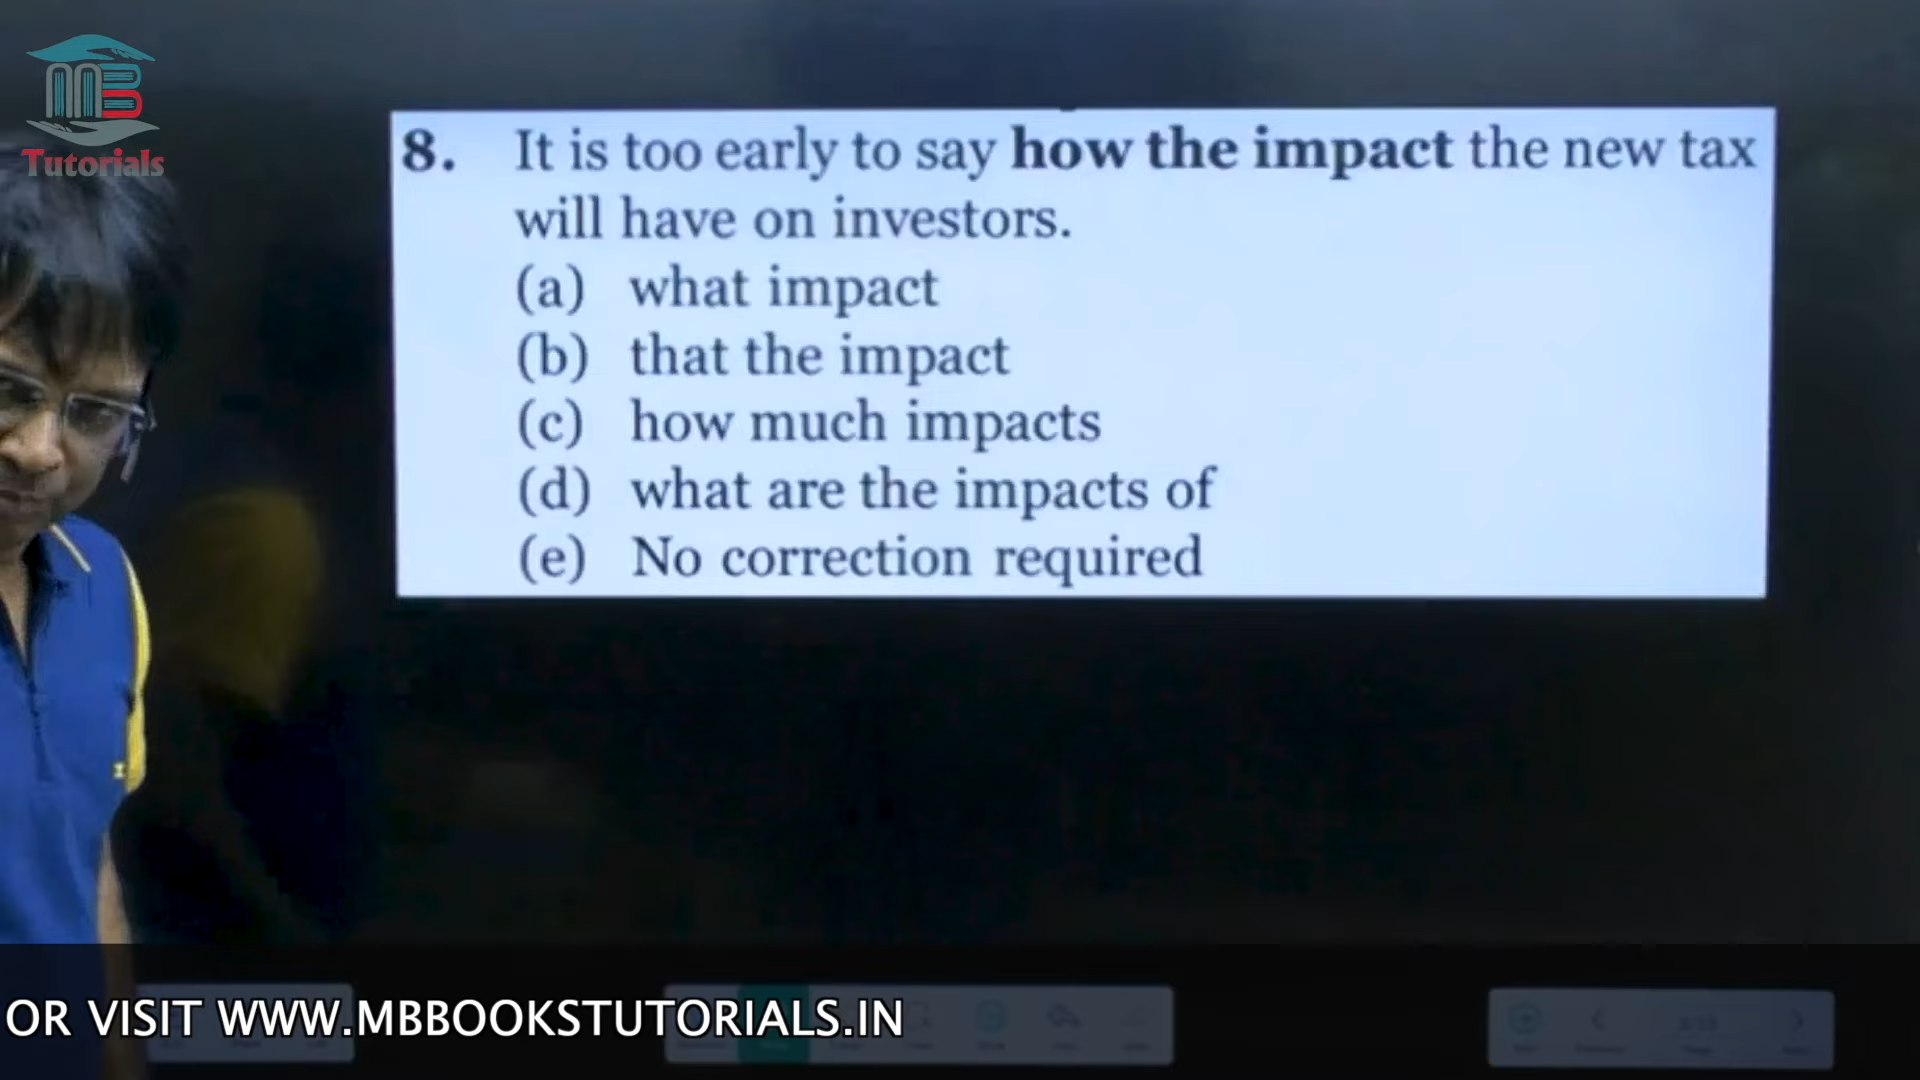 MB
Tutorials
8. It is too early to say how the impact the new tax
will have on investors.
(a) what impact
(b) that the impact
(c) how much impacts
(d) what are the impacts of
(e) No correction required
OR VISIT WWW.MBBOOKSTUTORIALS.IN